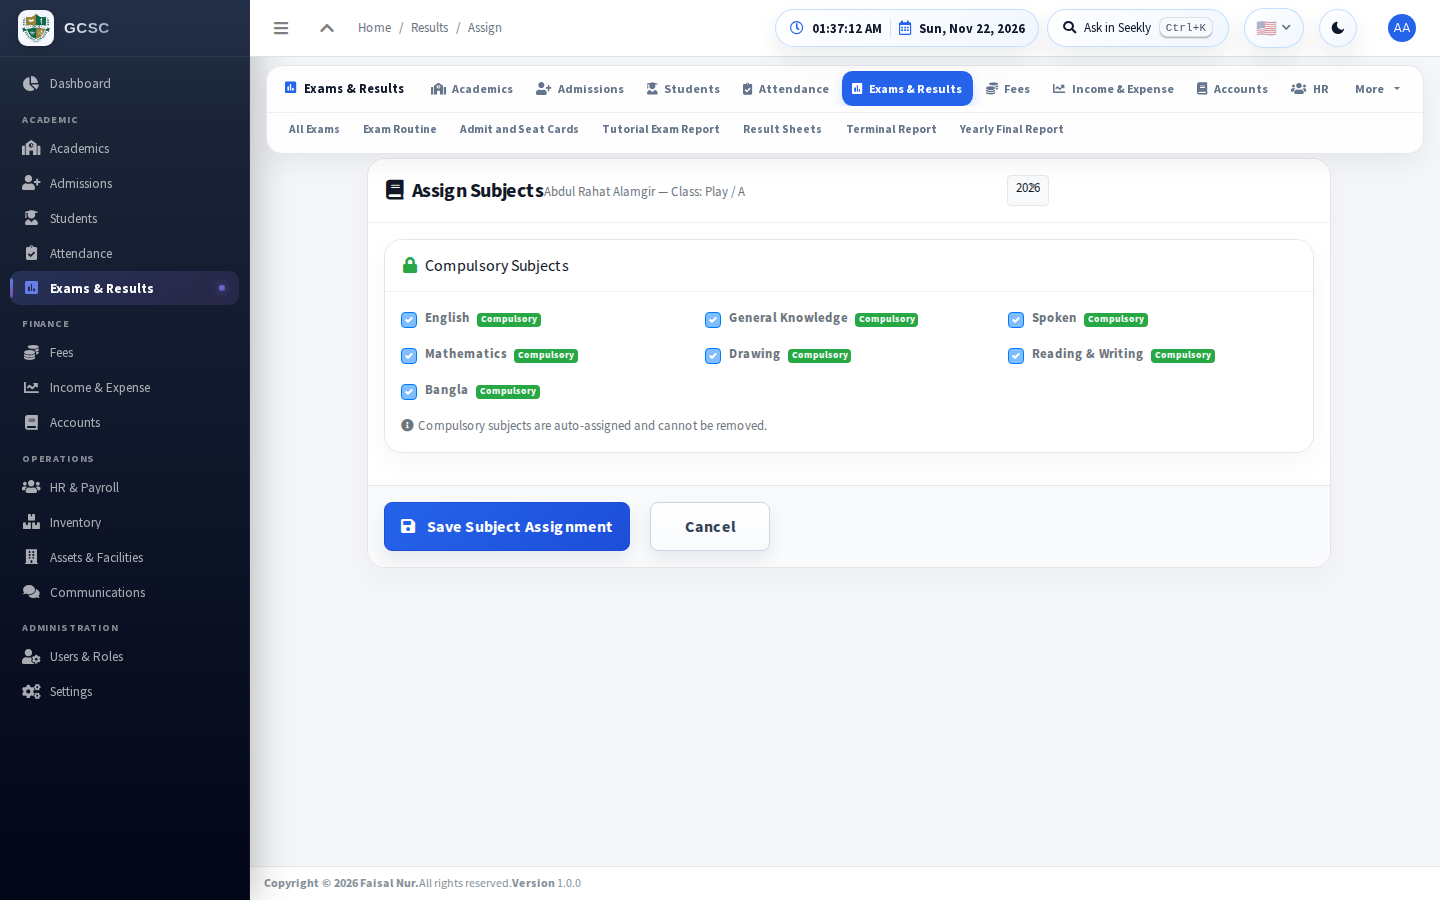 GCSC
Home / Results / Assign
01:37:12 AM
Sun, Nov 22, 2026
Ask in Seekly Ctrl+K
AA
Dashboard
ACADEMIC
Academics
Admissions
Students
Attendance
Exams & Results
FINANCE
Fees
Income & Expense
Accounts
OPERATIONS
HR & Payroll
Inventory
Assets & Facilities
Communications
ADMINISTRATION
Users & Roles
Settings
Exams & Results Academics Admissions Students Attendance Exams & Results Fees Income & Expense Accounts HR More
All Exams Exam Routine Admit and Seat Cards Tutorial Exam Report Result Sheets Terminal Report Yearly Final Report
Assign Subjects Abdul Rahat Alamgir — Class: Play / A
2026
Compulsory Subjects
English Compulsory General Knowledge Compulsory Spoken Compulsory
Mathematics Compulsory Drawing Compulsory Reading & Writing Compulsory
Bangla Compulsory
Compulsory subjects are auto-assigned and cannot be removed.
Save Subject Assignment Cancel
Copyright © 2026 Faisal Nur.All rights reserved.Version 1.0.0